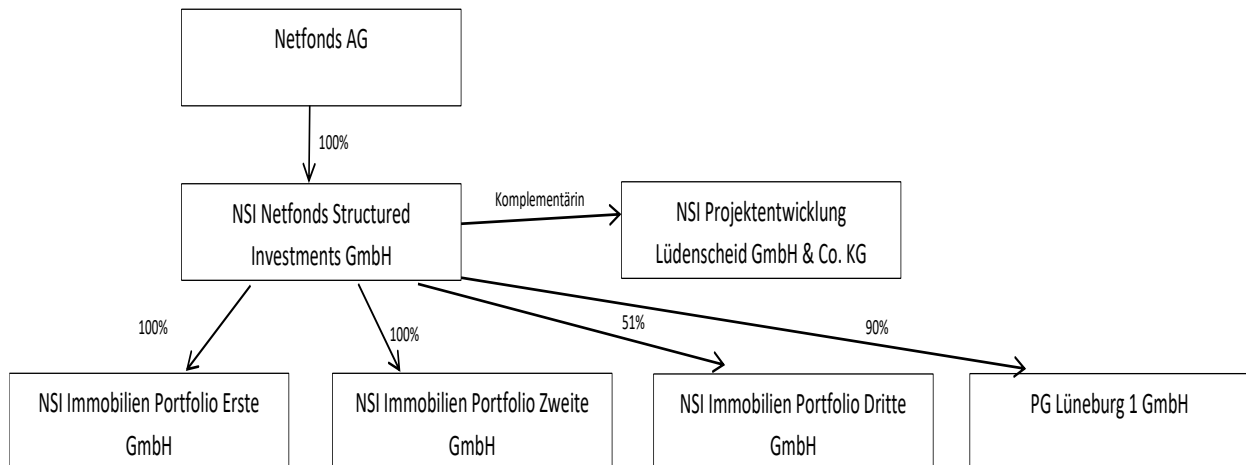 Netfonds AG
100%
NSI Netfonds Structured
Investments GmbH
Komplementärin
NSI Projektentwicklung
Lüdenscheid GmbH & Co. KG
100%
100%
51%
90%
NSI Immobilien Portfolio Erste
GmbH
NSI Immobilien Portfolio Zweite
GmbH
NSI Immobilien Portfolio Dritte
GmbH
PG Lüneburg 1 GmbH